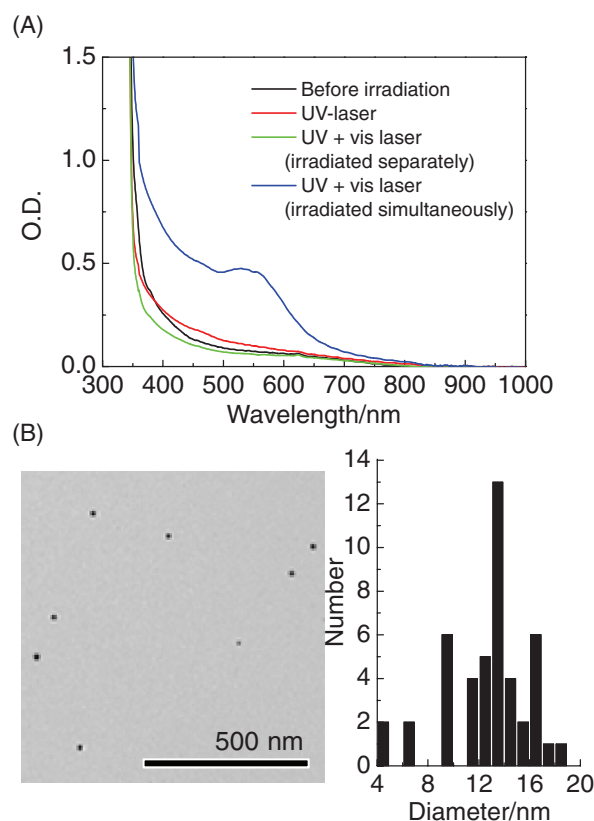 (A)
1.5
1.0
0.5
0.0
O.D.
Before irradiation
UV-laser
UV + vis laser
(irradiated separately)
UV + vis laser
(irradiated simultaneously)
300 400 500 600 700 800 900 1000
Wavelength/nm
(B)
500 nm
14
12
10
8
6
4
2
0
Number
4 8 12 16 20
Diameter/nm